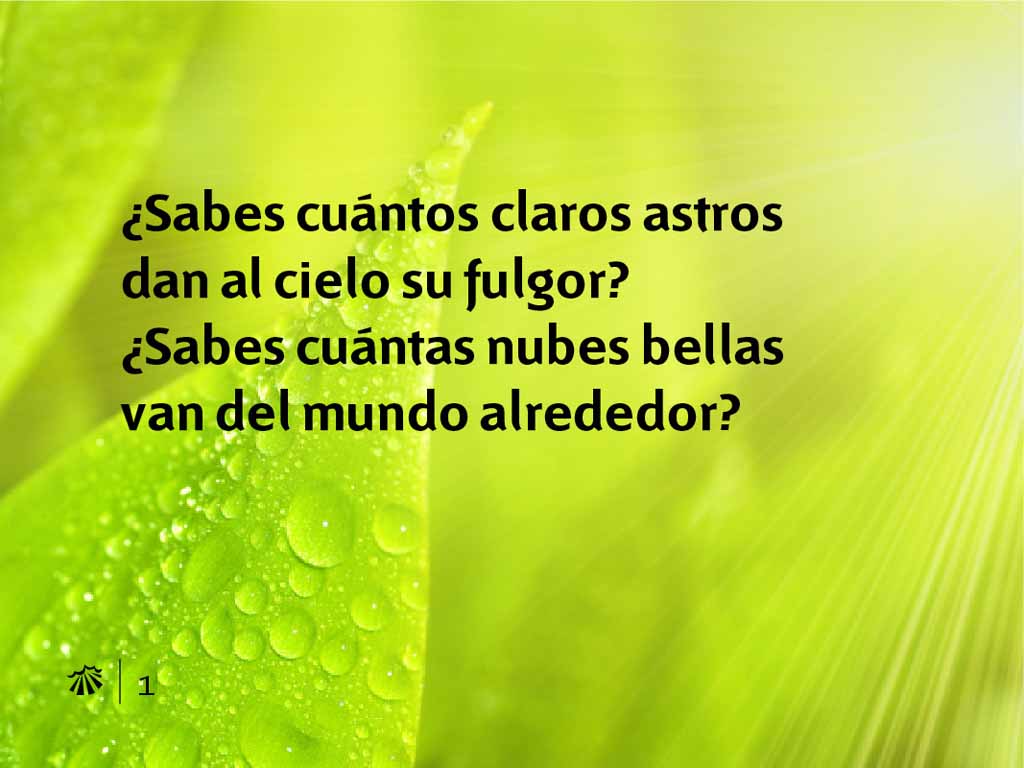 ¿Sabes cuántos claros astros
dan al cielo su fulgor?
¿Sabes cuántas nubes bellas
van del mundo alrededor?
1